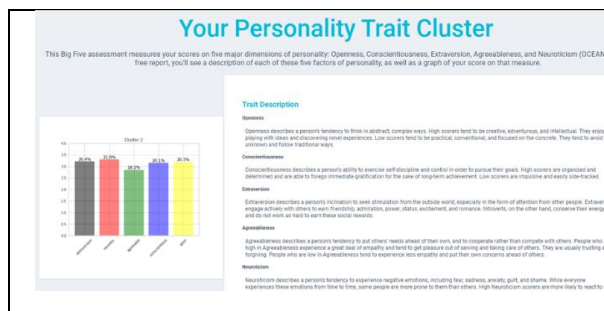 Your Personality Trait Cluster
This Big Five assessment measures your scores on five major dimensions of personality: Openness, Conscientiousness, Extraversion, Agreeableness, and Neuroticism (OCEAN
free report, you'll see a description of each of these five factors of personality, as well as a graph of your score on that measure.
Cluster 2
Trait Description
Openness
Openness describes a person's tendency to think in abstract, complex ways. High scorers tend to be creative, adventurous, and intellectual. They enjoy
playing with ideas and discovering novel experiences. Low scorers tend to be practical, conventional, and focused on the concrete. They tend to avoid
unknown and follow traditional ways.
Conscientiousness
Conscientiousness describes a person's ability to exercise self-discipline and control in order to pursue their goals. High scorers are organized and
determined and are able to forego immediate gratification for the sake of long-term achievement. Low scorers are impulsive and easily side-tracked
Extraversion
Extraversion describes a person's inclination to seek stimulation from the outside world, especially in the form of attention from other people. Extraver
engage actively with others to earn friendship, admiration, power, status, excitement, and romance. Introverts, on the other hand, conserve their energ
and do not work as hard to earn these social rewards.
Agreeableness
Agreeableness describes a person's tendency to put others' needs ahead of their own, and to cooperate rather than compete with others. People who
high in Agreeableness experience a great deal of empathy and tend to get pleasure out of serving and taking care of others. They are usually trusting a
forgiving. People who are low in Agreeableness tend to experience less empathy and put their own concerns ahead of others.
Neuroticism
Neuroticism describes a person's tendency to experience negative emotions, including fear, sadness, anxiety, guilt, and shame. While everyone
experiences these emotions from time to time, some people are more prone to them than others. High Neuroticism scorers are more likely to react to